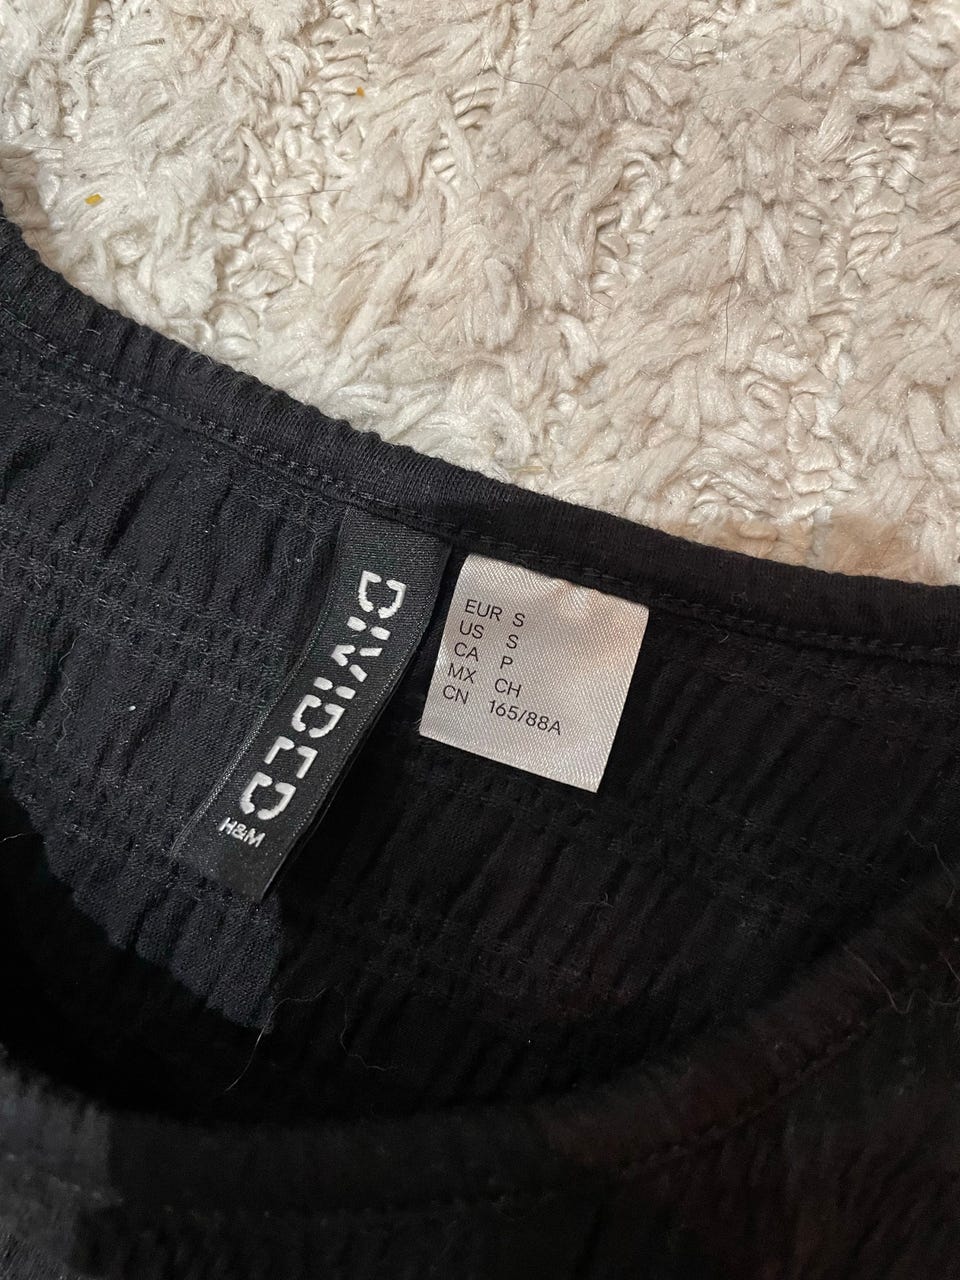 DIVIDED
H&M
EUR S
US S
CA P
MX CH
CN 165/88A